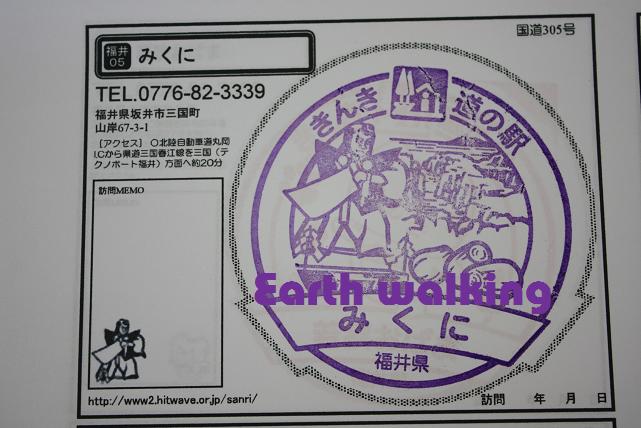 国道305号
福井
05
みくに
TEL.0776-82-3339
福井県坂井市三国町
山岸67-3-1
［アクセス］ ○北陸自動車道丸岡
I.Cから県道三国春江線を三国（テ
クノポート福井）方面へ約20分
訪問MEMO
きんき 道の駅
Earth walking
みくに
福井県
http://www2.hitwave.or.jp/sanri/
訪問 年 月 日